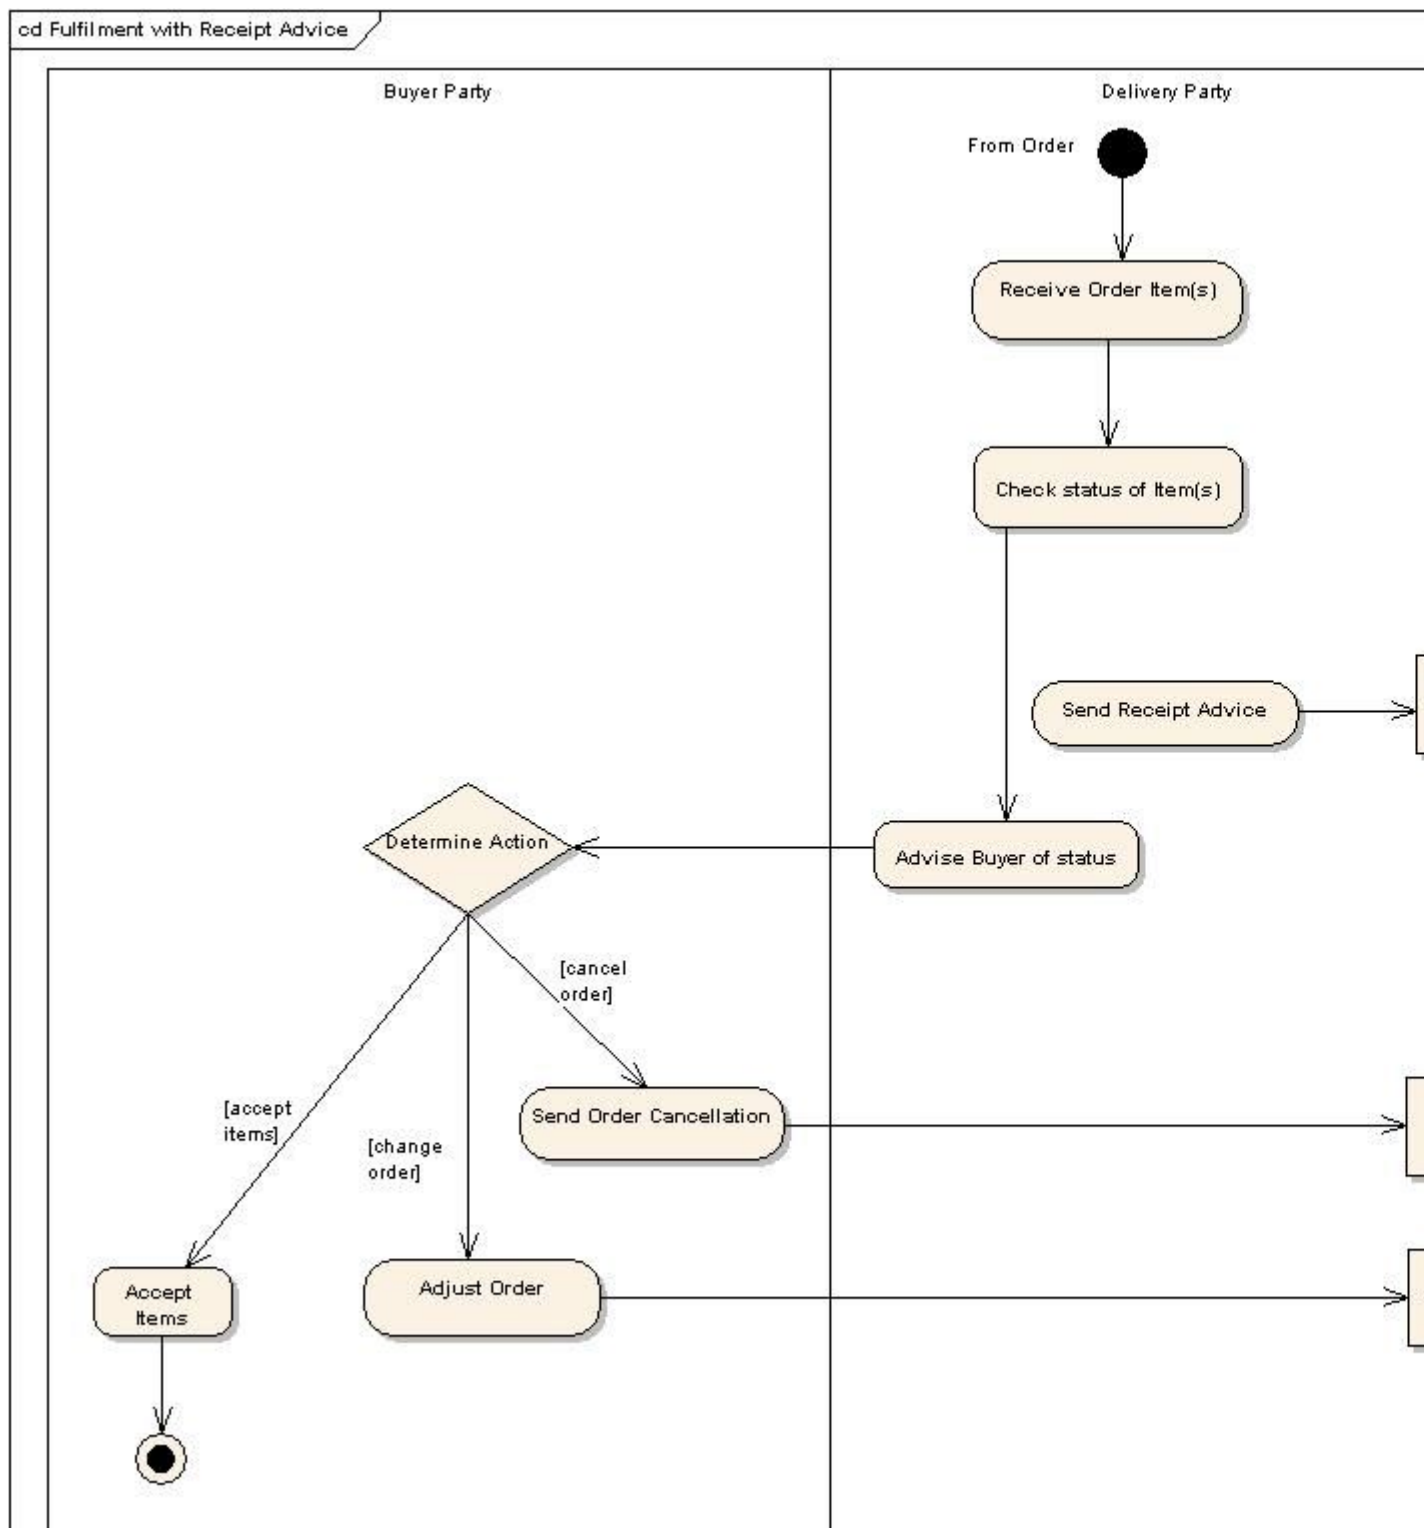 cd Fulfilment with Receipt Advice
Buyer Party
Delivery Party
From Order
Receive Order Item(s)
Check status of Item(s)
Send Receipt Advice
Determine Action
Advise Buyer of status
[cancel
order]
[accept
items]
Send Order Cancellation
[change
order]
Accept
Items
Adjust Order